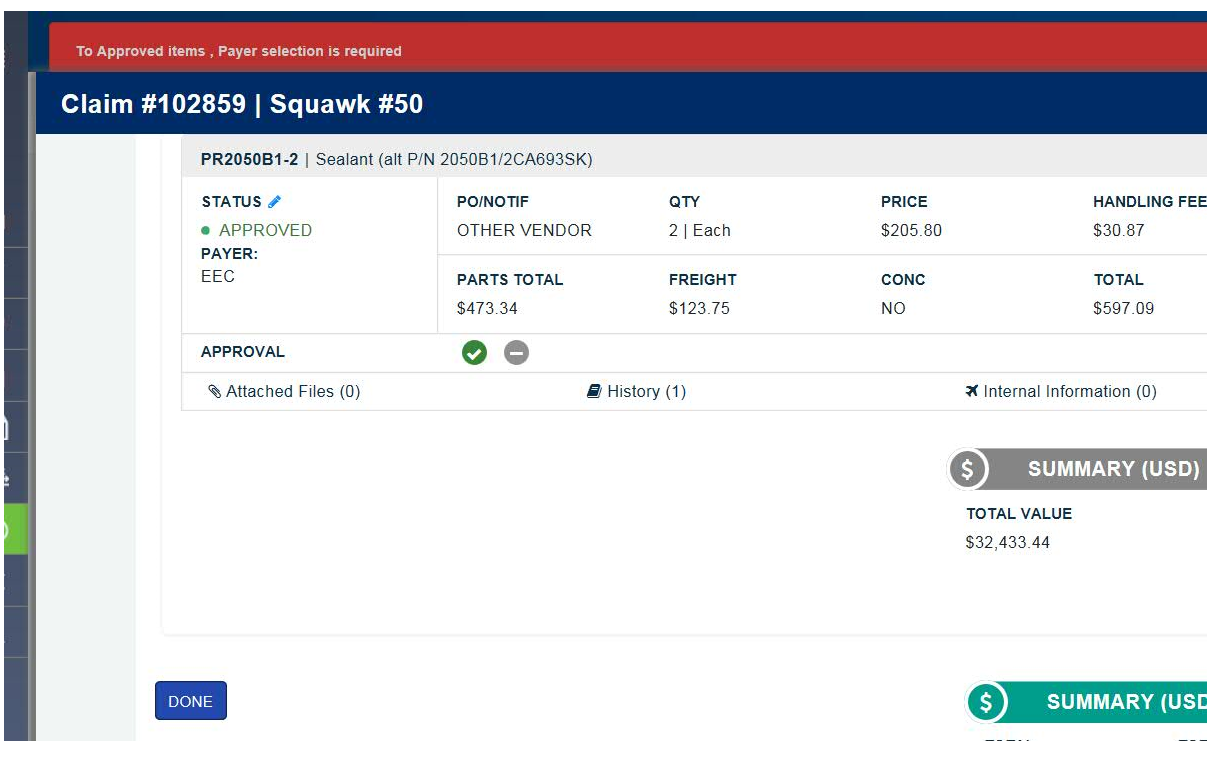 To Approved items , Payer selection is required
Claim #102859 | Squawk #50
PR2050B1-2 | Sealant (alt P/N 2050B1/2CA693SK)
STATUS PO/NOTIF QTY PRICE HANDLING FEE
APPROVED OTHER VENDOR 2 | Each $205.80 $30.87
PAYER:
EEC
PARTS TOTAL FREIGHT CONC TOTAL
$473.34 $123.75 NO $597.09
APPROVAL
Attached Files (0) History (1) Internal Information (0)
$ SUMMARY (USD)
TOTAL VALUE
$32,433.44
DONE
$ SUMMARY (USD